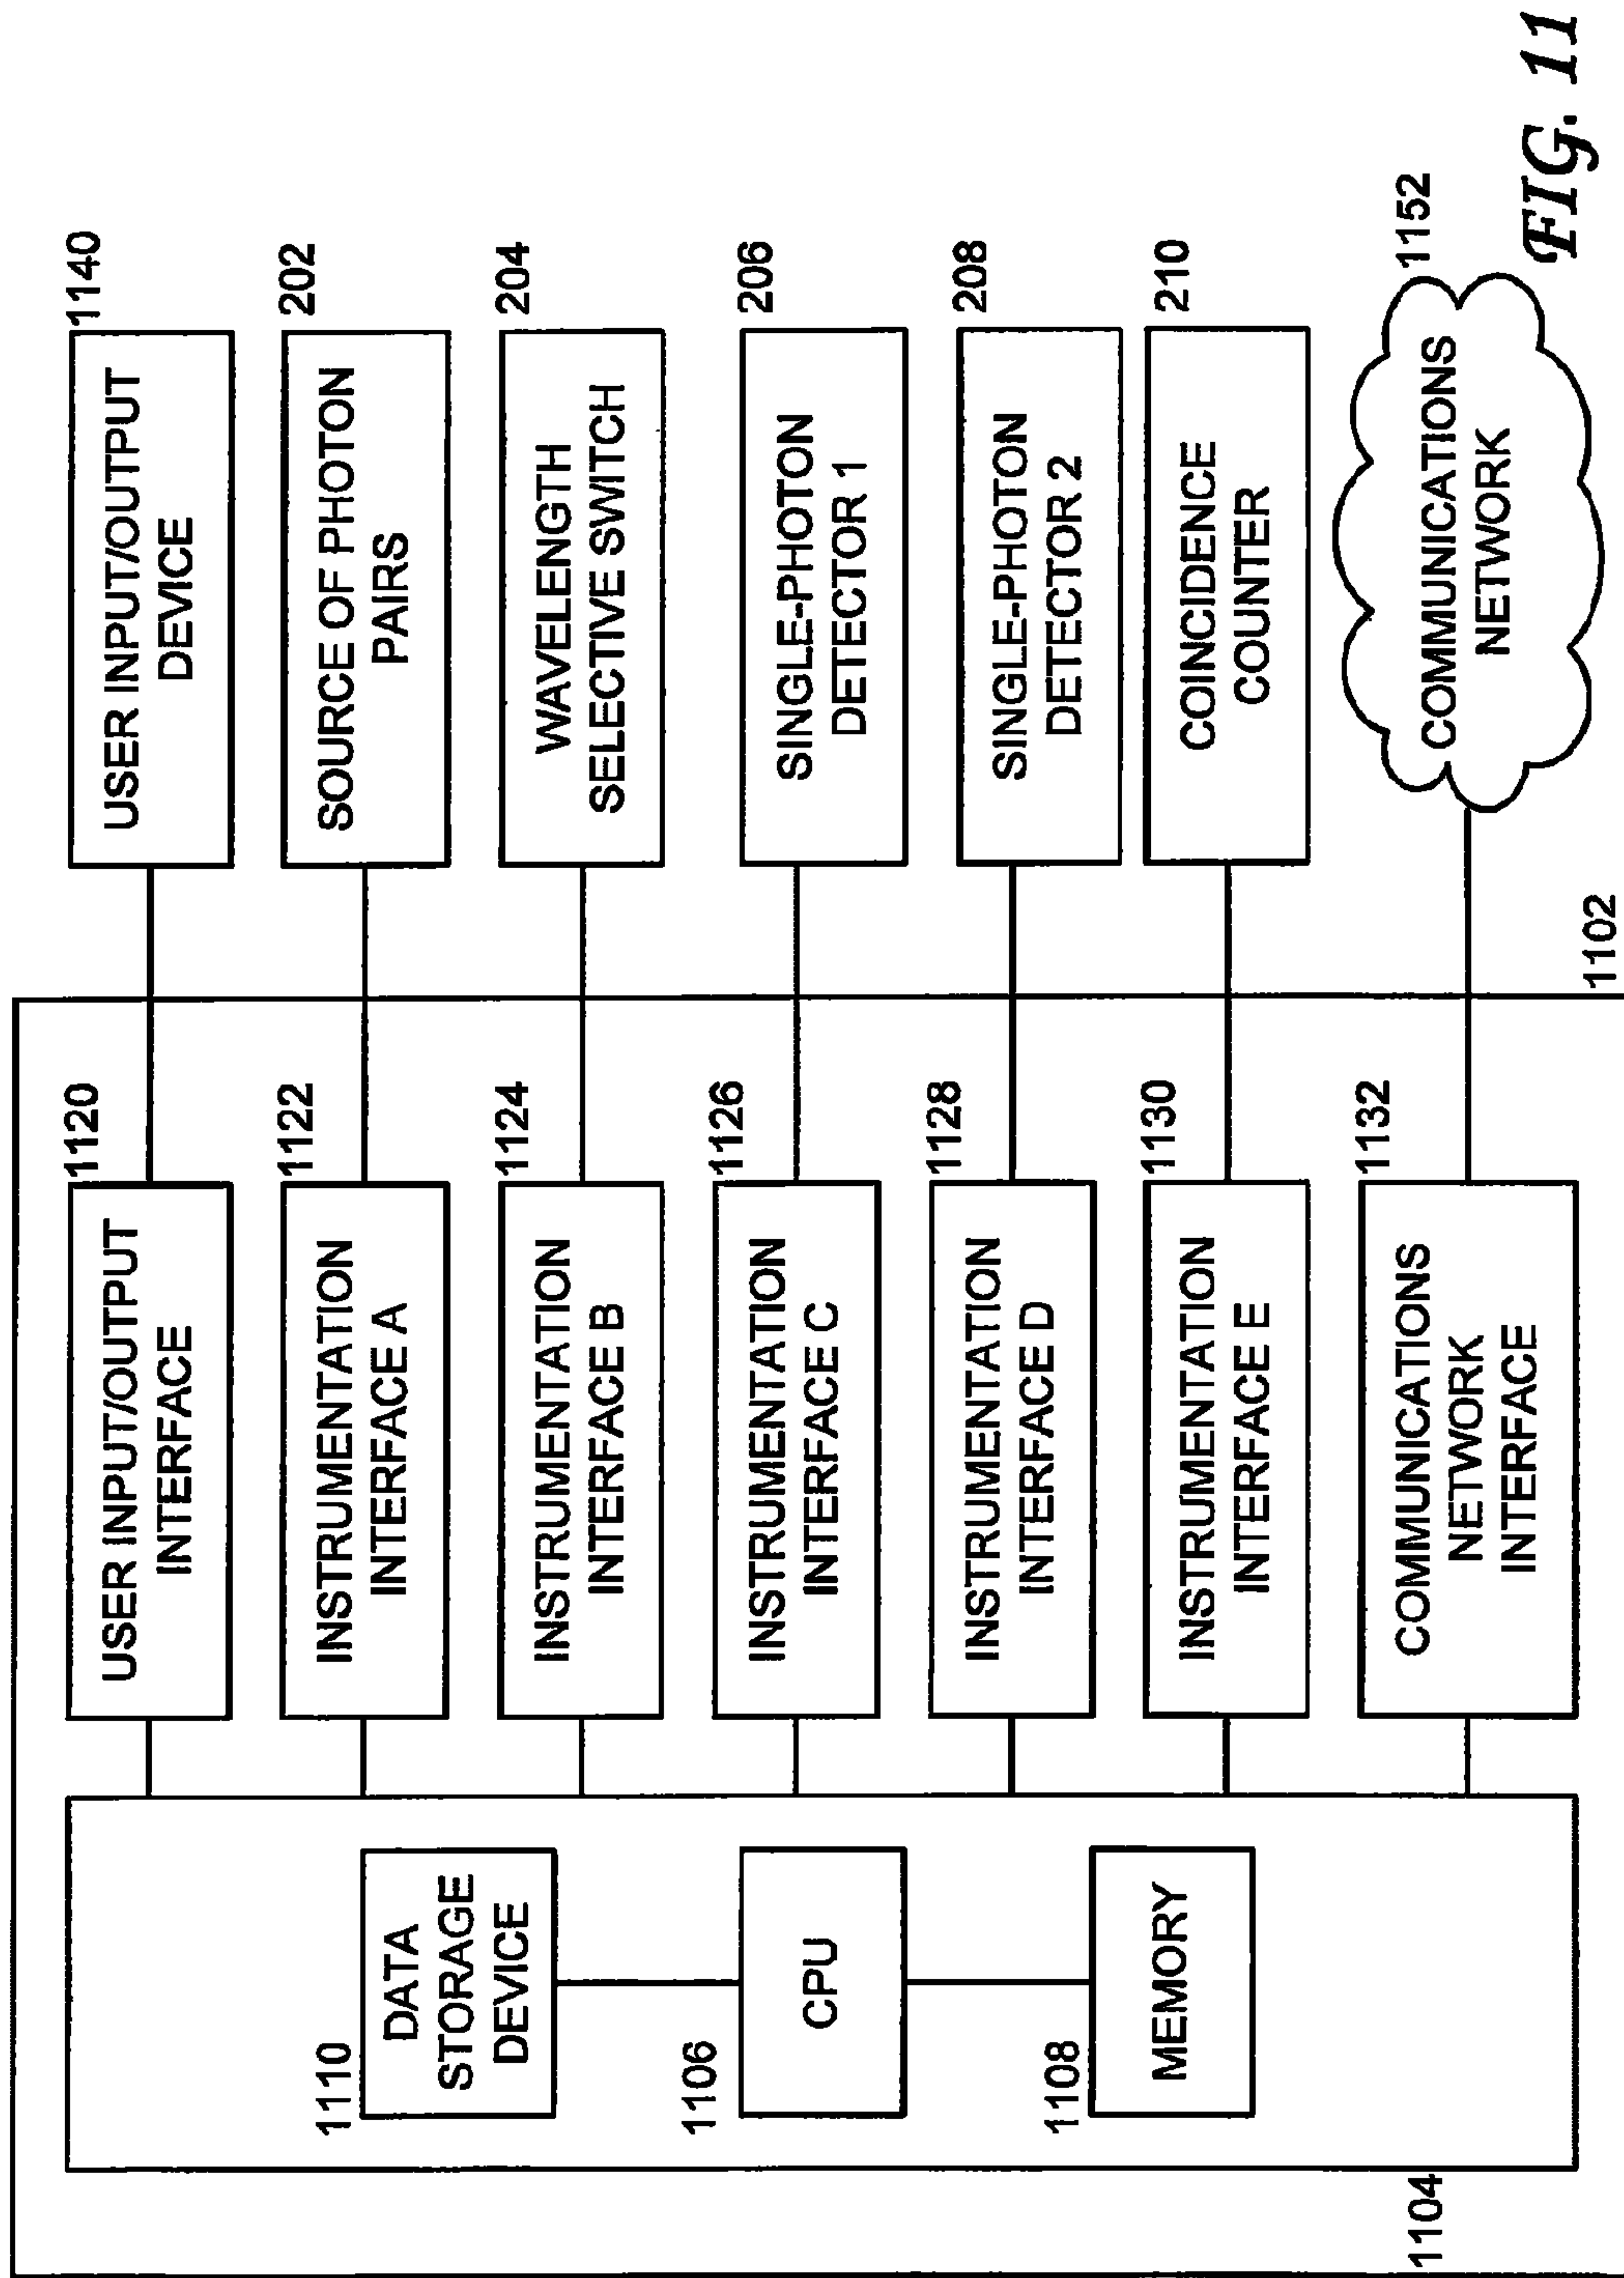 1140
USER INPUT/OUTPUT
DEVICE
202
SOURCE OF PHOTON
PAIRS
204
WAVELENGTH
SELECTIVE SWITCH
206
SINGLE-PHOTON
DETECTOR 1
208
SINGLE-PHOTON
DETECTOR 2
210
COINCIDENCE
COUNTER
1152
COMMUNICATIONS
NETWORK
1120
USER INPUT/OUTPUT
INTERFACE
1122
INSTRUMENTATION
INTERFACE A
1124
INSTRUMENTATION
INTERFACE B
1126
INSTRUMENTATION
INTERFACE C
1128
INSTRUMENTATION
INTERFACE D
1130
INSTRUMENTATION
INTERFACE E
1132
COMMUNICATIONS
NETWORK
INTERFACE
1110
DATA
STORAGE
DEVICE
1106
CPU
1108
MEMORY
1104
1102
FIG. 11